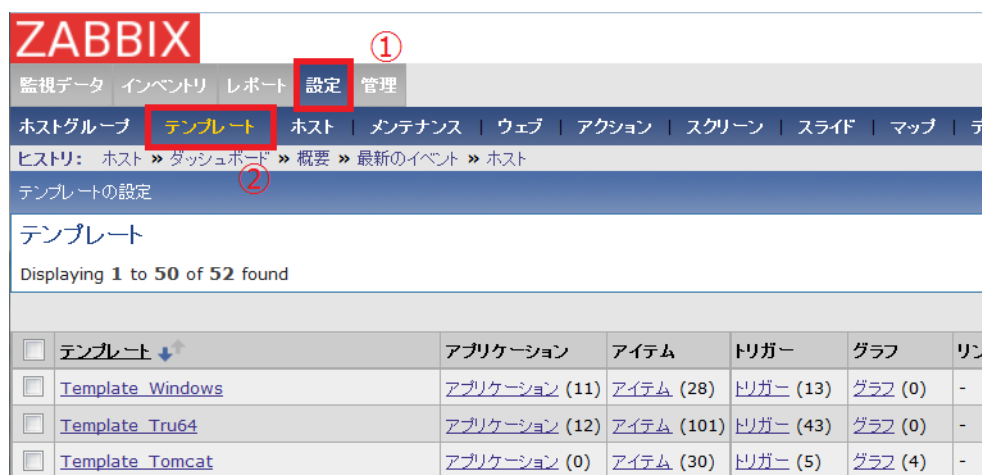 ZABBIX
①
監視データ インベントリ レポート 設定 管理
ホストグループ テンプレート ホスト | メンテナンス | ウェブ | アクション | スクリーン | スライド | マップ |
ヒストリ: ホスト » ダッシュボード » 概要 » 最新のイベント » ホスト
②
テンプレートの設定
テンプレート
Displaying 1 to 50 of 52 found
テンプレート アプリケーション アイテム トリガー グラフ リン
Template_Windows アプリケーション (11) アイテム (28) トリガー (13) グラフ (0) -
Template_Tru64 アプリケーション (12) アイテム (101) トリガー (43) グラフ (0) -
Template_Tomcat アプリケーション (0) アイテム (30) トリガー (5) グラフ (4) -